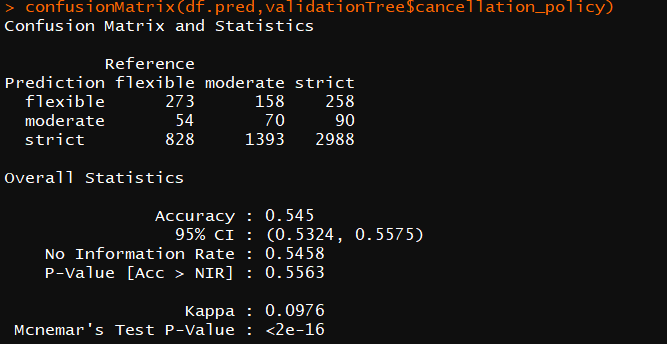 > confusionMatrix(df.pred,validationTree$cancellation_policy)
Confusion Matrix and Statistics
Reference
Prediction flexible moderate strict
flexible 273 158 258
moderate 54 70 90
strict 828 1393 2988
Overall Statistics
Accuracy : 0.545
95% CI : (0.5324, 0.5575)
No Information Rate : 0.5458
P-Value [Acc > NIR] : 0.5563
Kappa : 0.0976
Mcnemar's Test P-Value : <2e-16